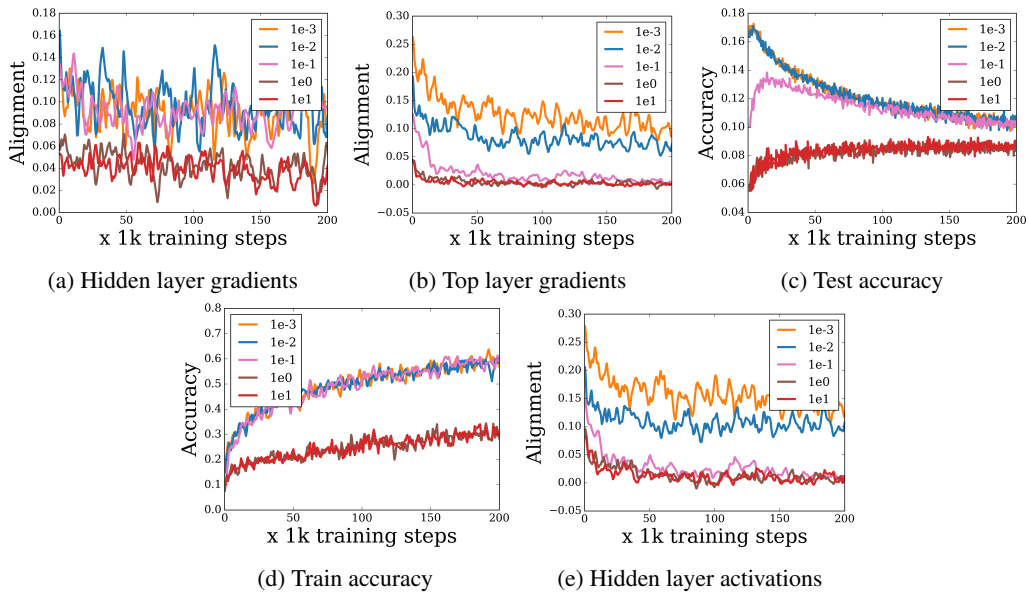 0.18
0.16
0.14
0.12
0.10
0.08
0.06
0.04
0.02
0.00
Alignment
1e-3
1e-2
1e-1
1e0
1e1
0 50 100 150 200
x 1k training steps
(a) Hidden layer gradients
0.30
0.25
0.20
0.15
0.10
0.05
0.00
−0.05
Alignment
1e-3
1e-2
1e-1
1e0
1e1
0 50 100 150 200
x 1k training steps
(b) Top layer gradients
0.18
0.16
0.14
0.12
0.10
0.08
0.06
0.04
Accuracy
1e-3
1e-2
1e-1
1e0
1e1
0 50 100 150 200
x 1k training steps
(c) Test accuracy
0.8
0.7
0.6
0.5
0.4
0.3
0.2
0.1
0.0
Accuracy
1e-3
1e-2
1e-1
1e0
1e1
0 50 100 150 200
x 1k training steps
(d) Train accuracy
0.30
0.25
0.20
0.15
0.10
0.05
0.00
−0.05
Alignment
1e-3
1e-2
1e-1
1e0
1e1
0 50 100 150 200
x 1k training steps
(e) Hidden layer activations